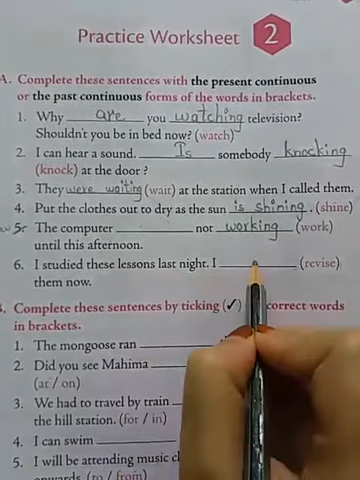 Practice Worksheet 2
A. Complete these sentences with the present continuous
or the past continuous forms of the words in brackets.
1. Why are you watching television?
Shouldn't you be in bed now? (watch)
2. I can hear a sound. Is somebody knocking
(knock) at the door ?
3. They were waiting (wait) at the station when I called them.
4. Put the clothes out to dry as the sun is shining. (shine)
5. The computer ______ not working (work)
until this afternoon.
6. I studied these lessons last night. I ______ (revise)
them now.
. Complete these sentences by ticking (✓) correct words
in brackets.
1. The mongoose ran ______
2. Did you see Mahima
(at / on)
3. We had to travel by train
the hill station. (for / in)
4. I can swim ______
5. I will be attending music
onwards. (to / from)